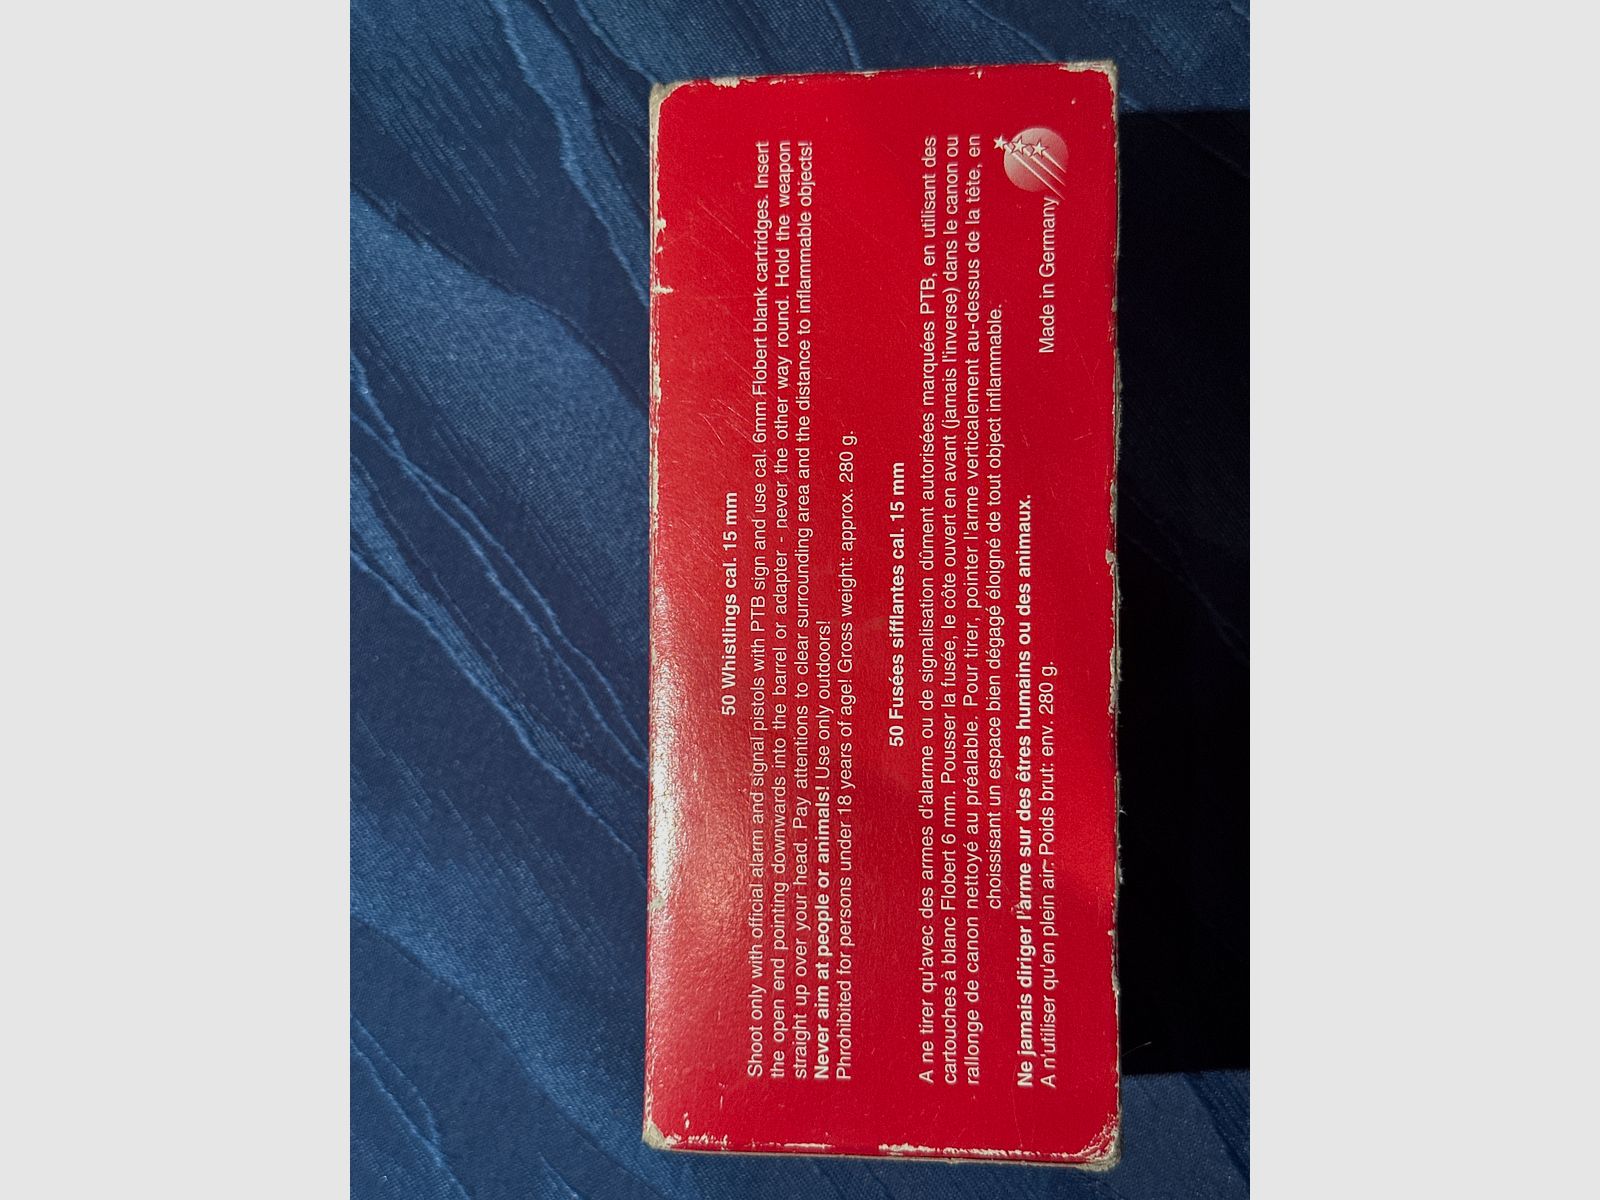 50 Whistlings cal. 15 mm
Shoot only with official alarm and signal pistols with PTB sign and use cal. 6mm Flobert blank cartridges. Insert
the open end pointing downwards into the barrel or adapter - never the other way round. Hold the weapon
straight up over your head. Pay attentions to clear surrounding area and the distance to inflammable objects!
Never aim at people or animals! Use only outdoors!
Phrohibited for persons under 18 years of age! Gross weight: approx. 280 g.
50 Fusées sifflantes cal. 15 mm
A ne tirer qu'avec des armes d'alarme ou de signalisation dûment autorisées marquées PTB, en utilisant des
cartouches à blanc Flobert 6 mm. Pousser la fusée, le côte ouvert en avant (jamais l'inverse) dans le canon ou
rallonge de canon nettoyé au préalable. Pour tirer, pointer l'arme verticalement au-dessus de la tête, en
choissisant un espace bien dégagé éloigné de tout object inflammable.
Ne jamais diriger l'arme sur des êtres humains ou des animaux.
A n'utiliser qu'en plein air. Poids brut: env. 280 g.
Made in Germany